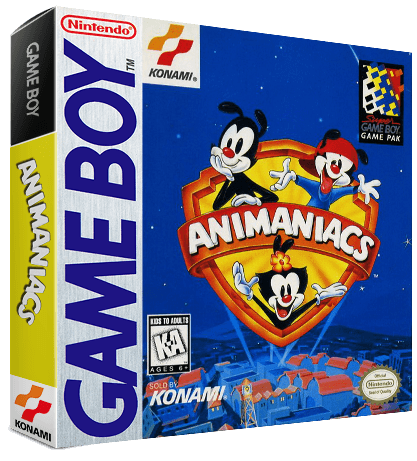 GAME BOY
ANIMANIACS
KONAMI
Nintendo
GAME BOY
TM
KONAMI®
Super
GAME BOY
GAME PAK
ANIMANIACS
KIDS TO ADULTS
K-A
AGES 6+
SOLD BY
KONAMI®
Official
Nintendo
Seal of Quality